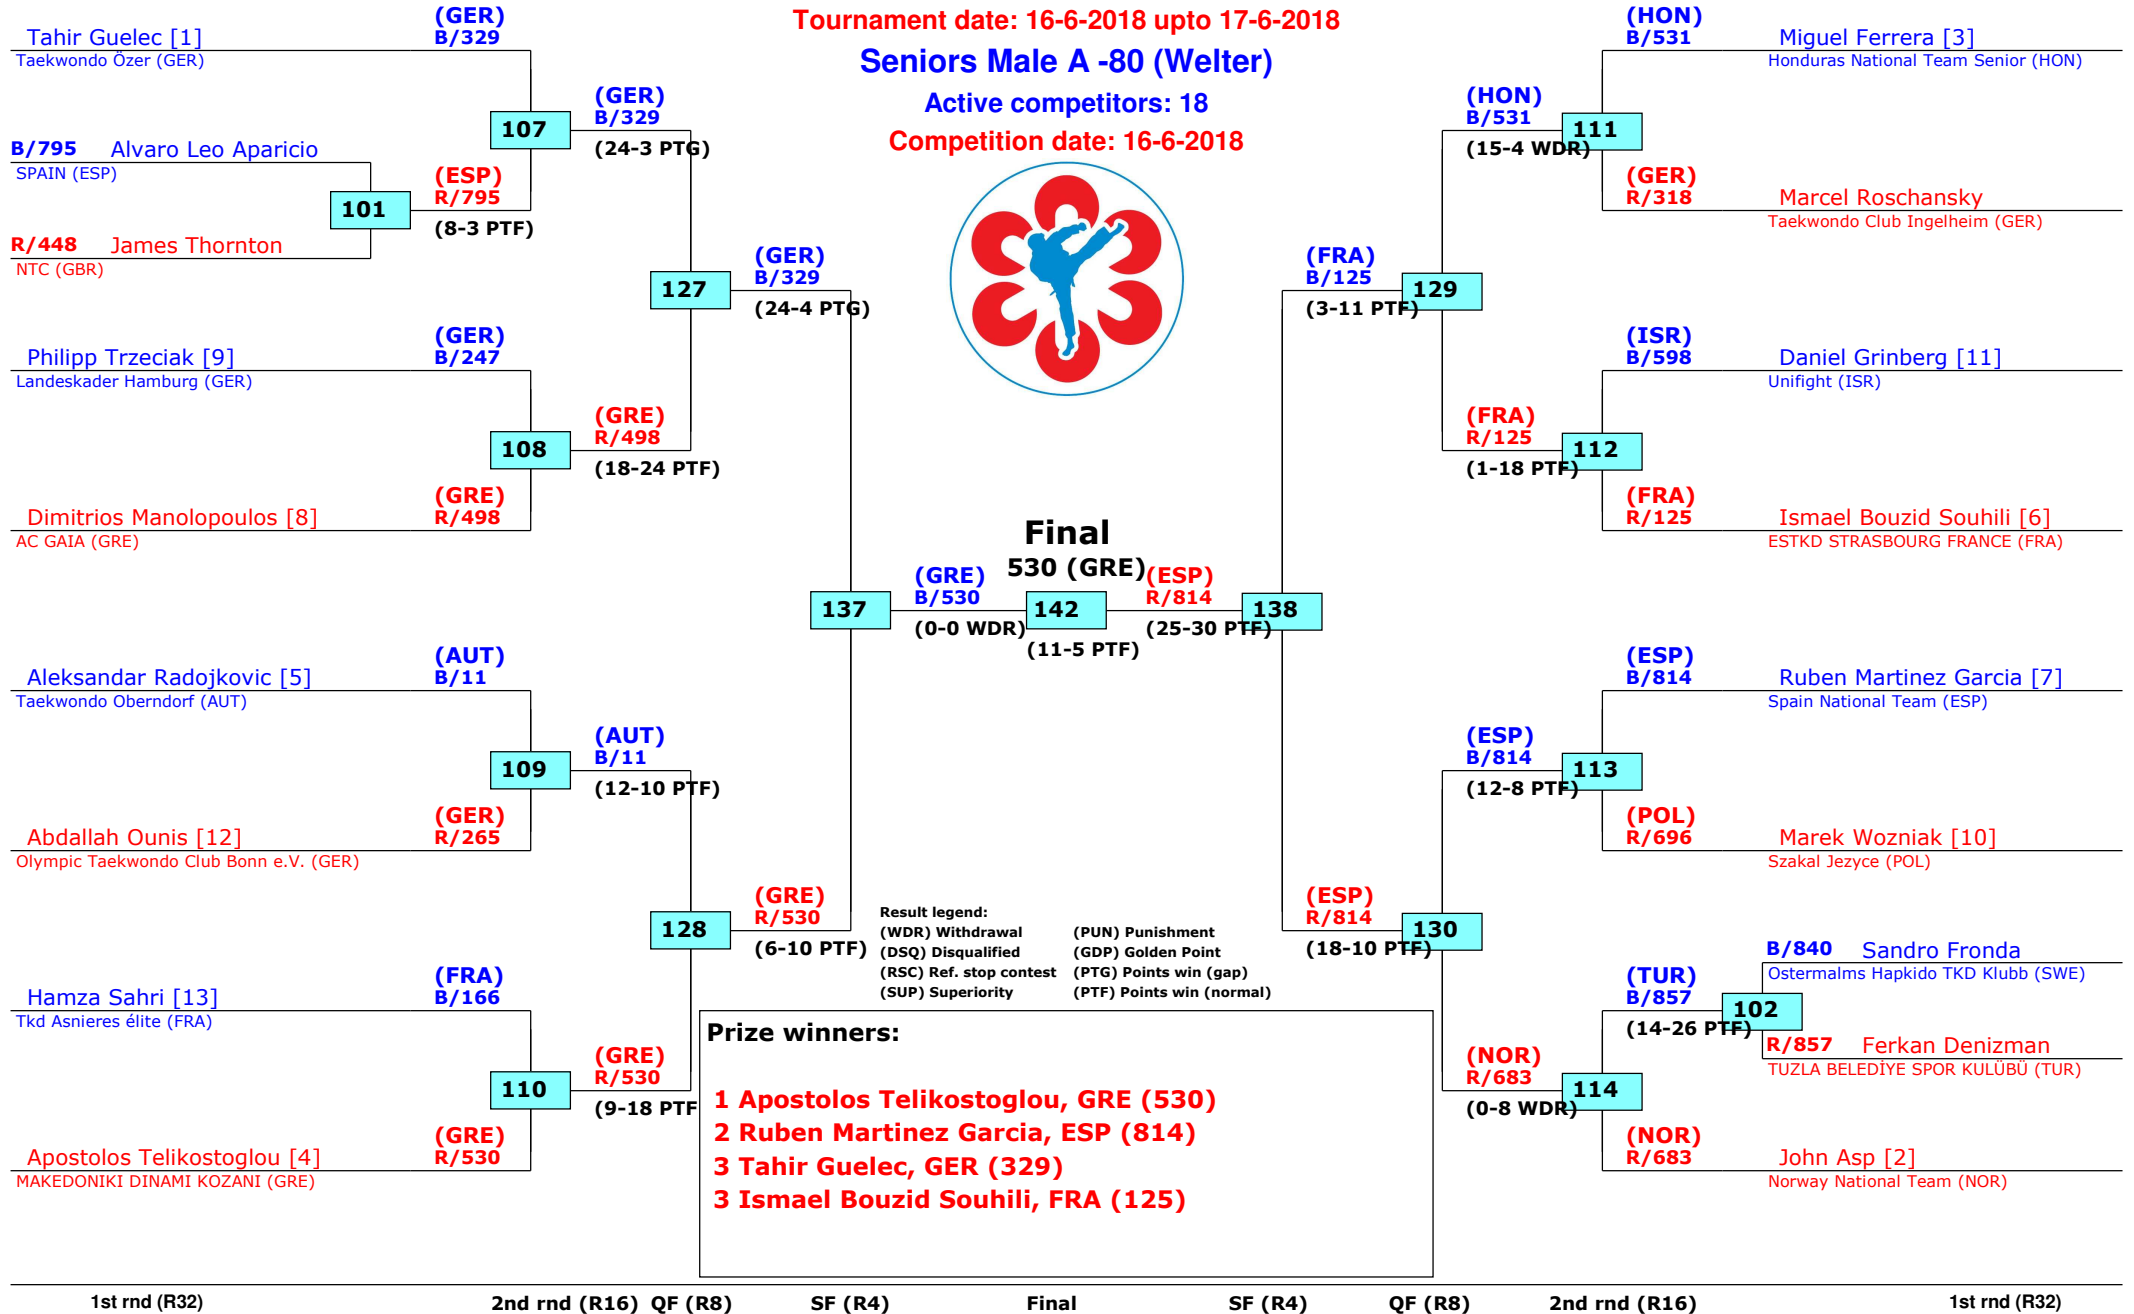 Tournament date: 16-6-2018 upto 17-6-2018
Seniors Male A -80 (Welter)
Active competitors: 18
Competition date: 16-6-2018
Tahir Guelec [1]
(GER)
B/329
Taekwondo Özer (GER)
107
(GER)
B/329
(24-3 PTG)
B/795 Alvaro Leo Aparicio
SPAIN (ESP)
101
(ESP)
R/795
(8-3 PTF)
R/448 James Thornton
NTC (GBR)
127
(GER)
B/329
(24-4 PTG)
Philipp Trzeciak [9]
(GER)
B/247
Landeskader Hamburg (GER)
108
(GRE)
R/498
(18-24 PTF)
Dimitrios Manolopoulos [8]
(GRE)
R/498
AC GAIA (GRE)
137
(GRE)
B/530
(0-0 WDR)
Aleksandar Radojkovic [5]
(AUT)
B/11
Taekwondo Oberndorf (AUT)
109
(AUT)
B/11
(12-10 PTF)
Abdallah Ounis [12]
(GER)
R/265
Olympic Taekwondo Club Bonn e.V. (GER)
128
(GRE)
R/530
(6-10 PTF)
Hamza Sahri [13]
(FRA)
B/166
Tkd Asnieres élite (FRA)
110
(GRE)
R/530
(9-18 PTF
Apostolos Telikostoglou [4]
(GRE)
R/530
MAKEDONIKI DINAMI KOZANI (GRE)
Final
530 (GRE)
142
(11-5 PTF)
(ESP)
R/814
(25-30 PTF)
138
(HON)
B/531
Miguel Ferrera [3]
Honduras National Team Senior (HON)
(HON)
B/531
(15-4 WDR)
111
(GER)
R/318
Marcel Roschansky
Taekwondo Club Ingelheim (GER)
(FRA)
B/125
(3-11 PTF)
129
(ISR)
B/598
Daniel Grinberg [11]
Unifight (ISR)
(FRA)
R/125
(1-18 PTF)
112
(FRA)
R/125
Ismael Bouzid Souhili [6]
ESTKD STRASBOURG FRANCE (FRA)
(ESP)
B/814
Ruben Martinez Garcia [7]
Spain National Team (ESP)
(ESP)
B/814
(12-8 PTF)
113
(POL)
R/696
Marek Wozniak [10]
Szakal Jezyce (POL)
(ESP)
R/814
(18-10 PTF)
130
B/840 Sandro Fronda
Ostermalms Hapkido TKD Klubb (SWE)
(TUR)
B/857
(14-26 PTF)
102
R/857 Ferkan Denizman
TUZLA BELEDİYE SPOR KULÜBÜ (TUR)
(NOR)
R/683
(0-8 WDR)
114
(NOR)
R/683
John Asp [2]
Norway National Team (NOR)
Result legend:
(WDR) Withdrawal (PUN) Punishment
(DSQ) Disqualified (GDP) Golden Point
(RSC) Ref. stop contest (PTG) Points win (gap)
(SUP) Superiority (PTF) Points win (normal)
Prize winners:
1 Apostolos Telikostoglou, GRE (530)
2 Ruben Martinez Garcia, ESP (814)
3 Tahir Guelec, GER (329)
3 Ismael Bouzid Souhili, FRA (125)
1st rnd (R32) 2nd rnd (R16) QF (R8) SF (R4) Final SF (R4) QF (R8) 2nd rnd (R16) 1st rnd (R32)